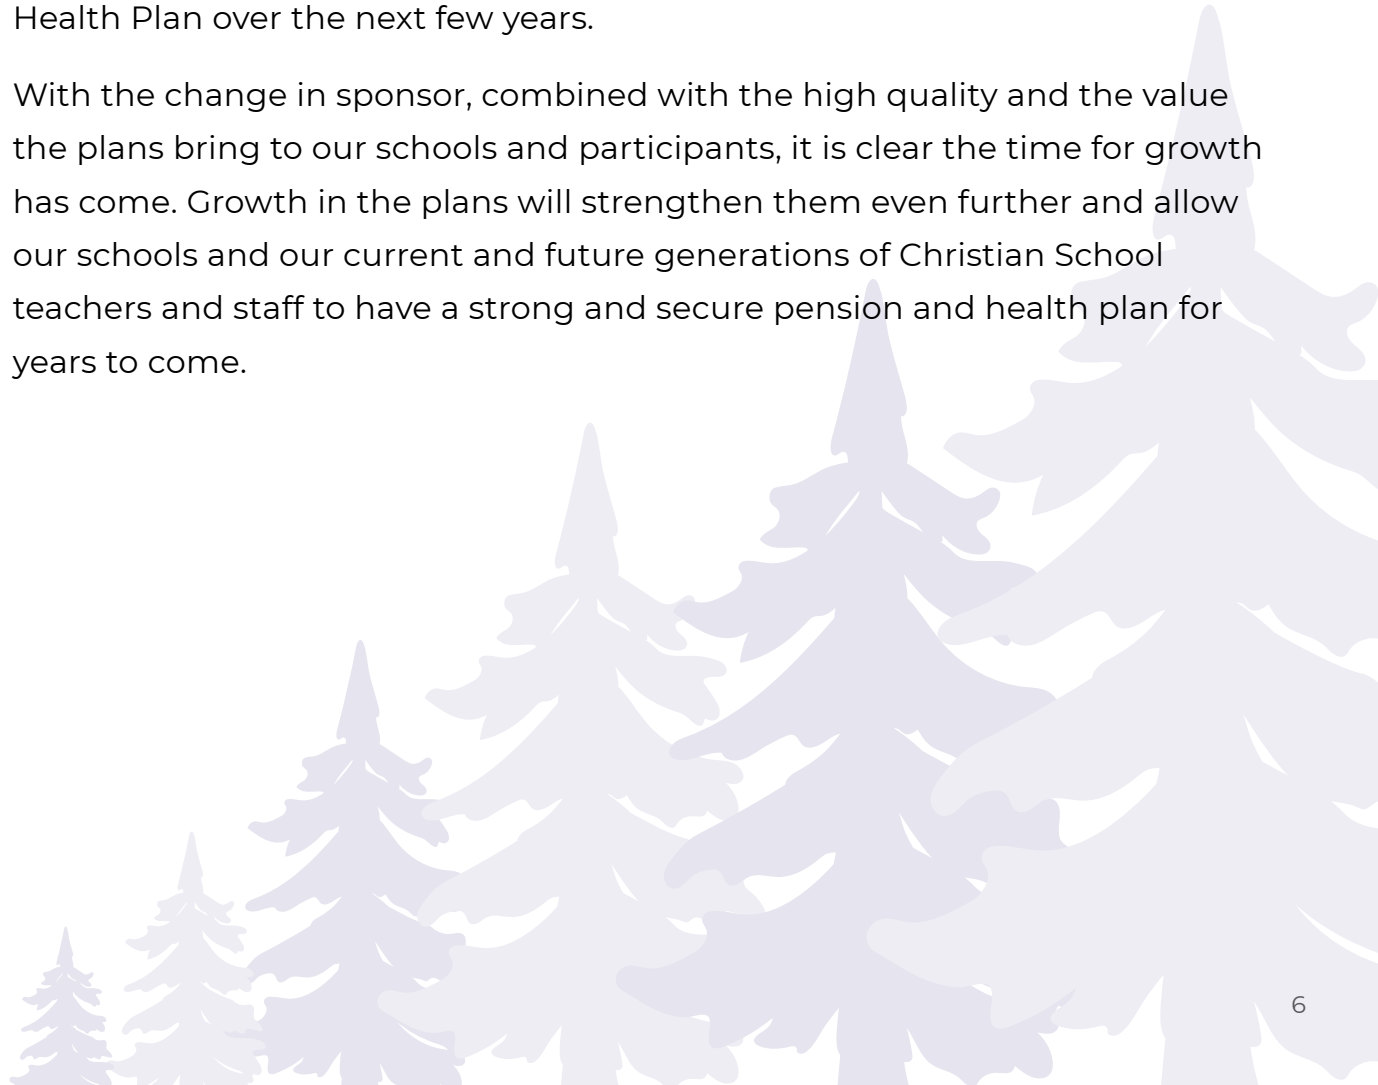 Health Plan over the next few years.
With the change in sponsor, combined with the high quality and the value
the plans bring to our schools and participants, it is clear the time for growth
has come. Growth in the plans will strengthen them even further and allow
our schools and our current and future generations of Christian School
teachers and staff to have a strong and secure pension and health plan for
years to come.
6